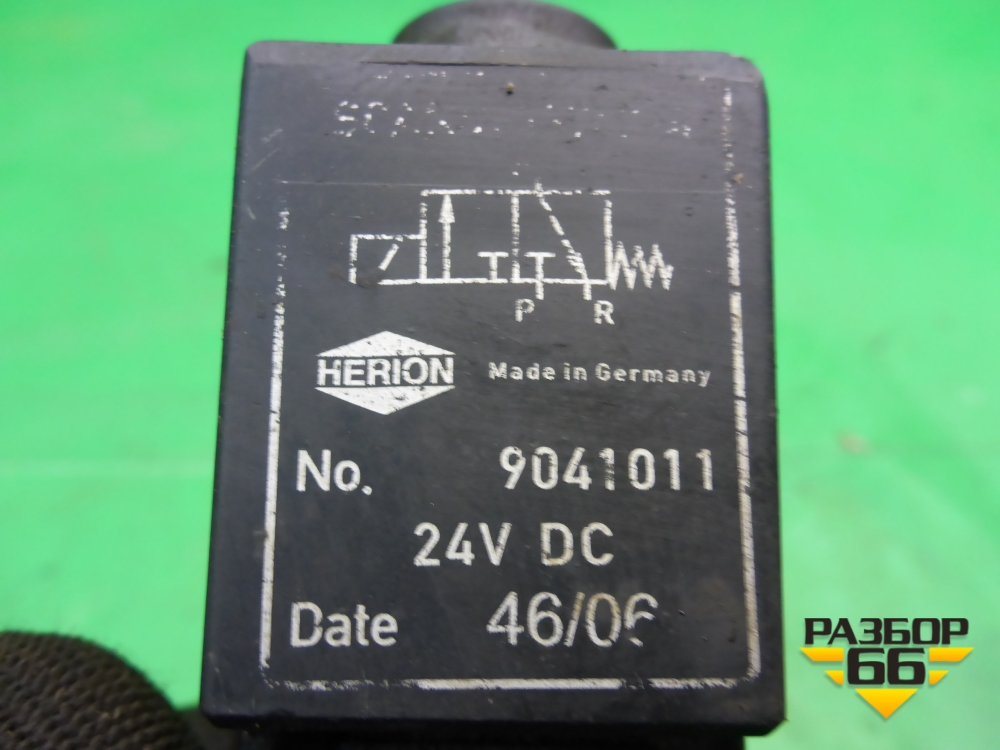 P R
HERION Made in Germany
No. 9041011
24V DC
Date 46/06
РАЗБОР
66